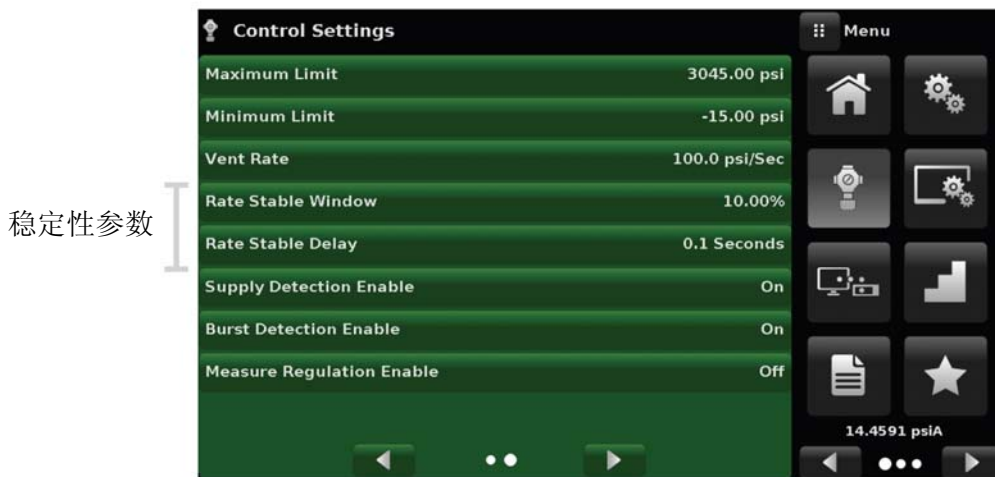 Control Settings
Menu
Maximum Limit 3045.00 psi
Minimum Limit -15.00 psi
Vent Rate 100.0 psi/Sec
稳定性参数
Rate Stable Window 10.00%
Rate Stable Delay 0.1 Seconds
Supply Detection Enable On
Burst Detection Enable On
Measure Regulation Enable Off
14.4591 psiA